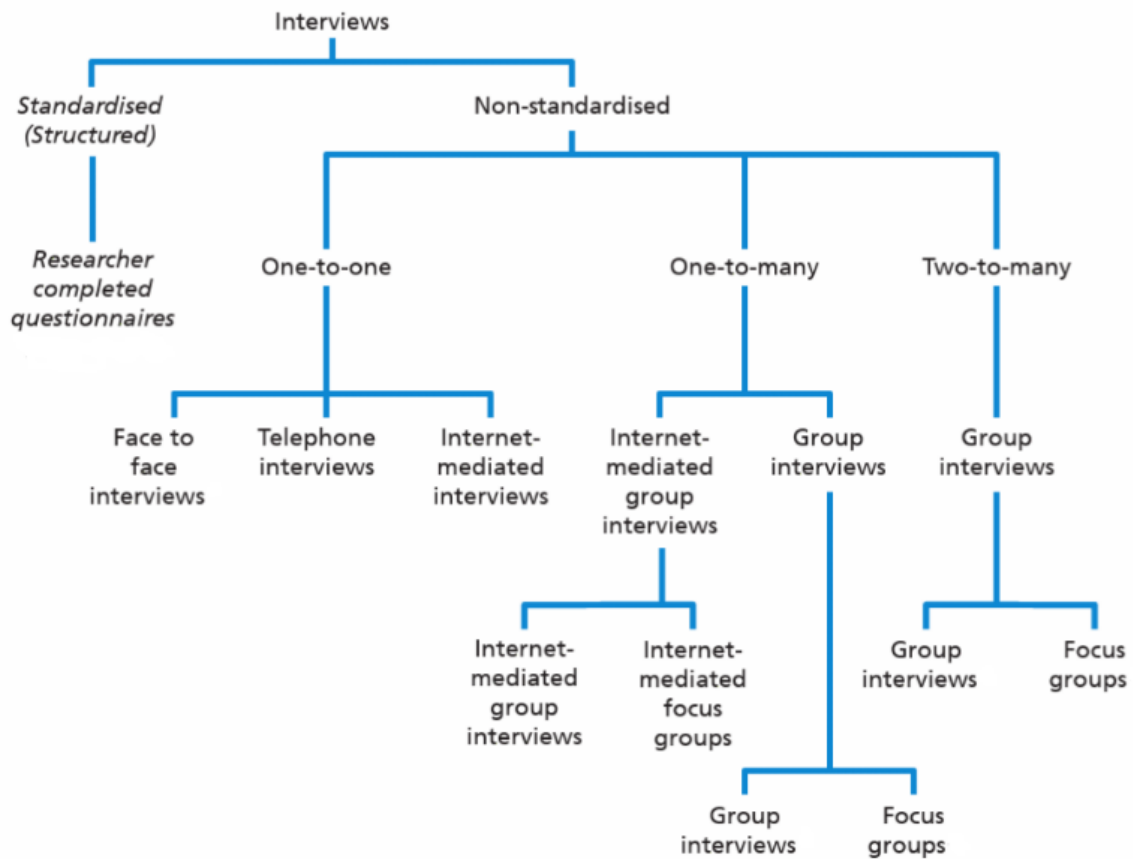 Interviews
Standardised
(Structured)
Non-standardised
Researcher
completed
questionnaires
One-to-one
One-to-many
Two-to-many
Face to
face
interviews
Telephone
interviews
Internet-
mediated
interviews
Internet-
mediated
group
interviews
Group
interviews
Group
interviews
Internet-
mediated
group
interviews
Internet-
mediated
focus
groups
Group
interviews
Focus
groups
Group
interviews
Focus
groups